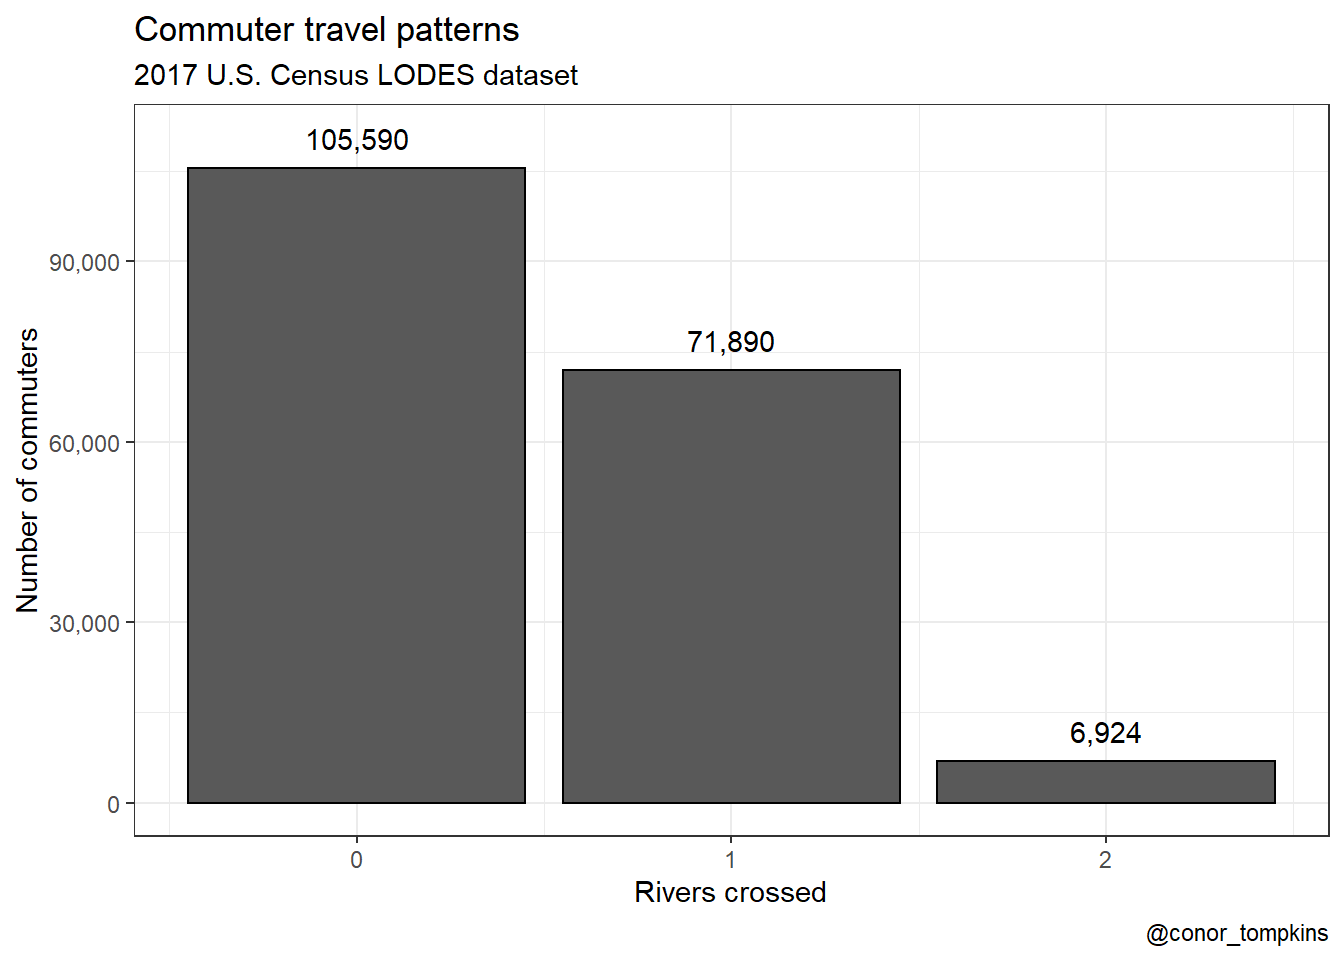 Commuter travel patterns
2017 U.S. Census LODES dataset
Number of commuters
105,590
71,890
6,924
90,000
60,000
30,000
0
0
1
2
Rivers crossed
@conor_tompkins